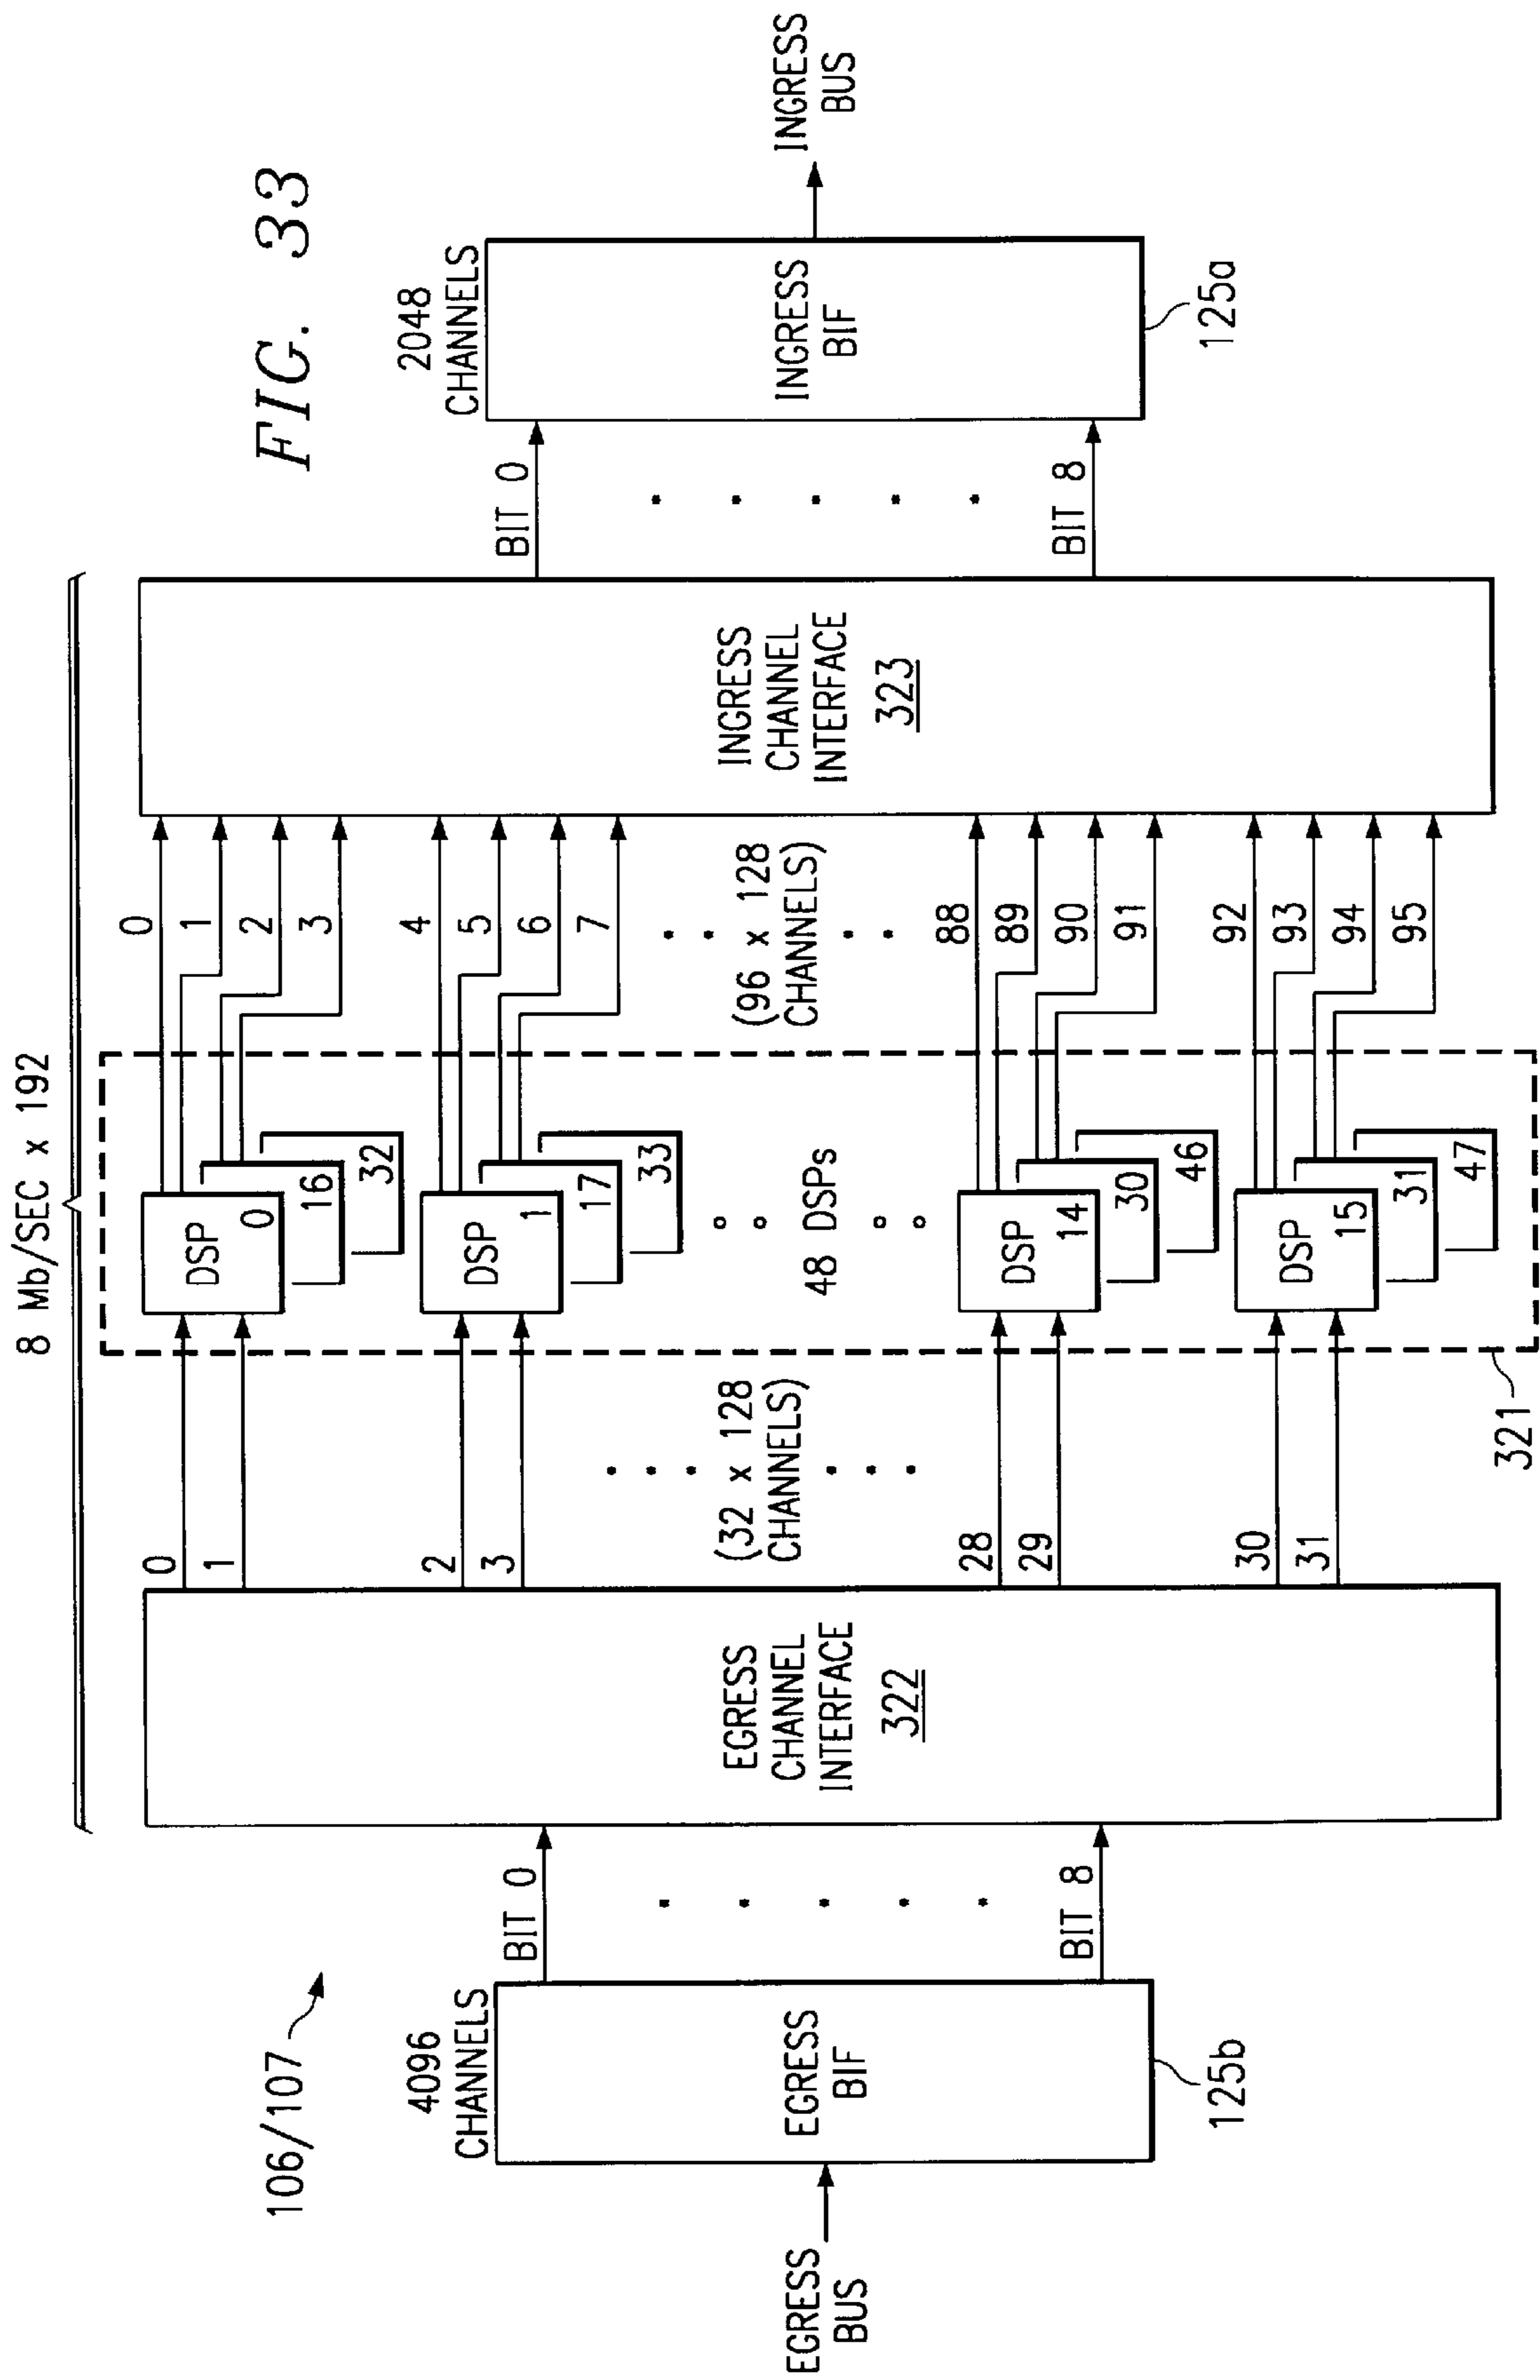 FIG. 33
8 Mb/SEC x 192
106/107
EGRESS
BUS
4096
CHANNELS
EGRESS
BIF
125b
BIT 0
BIT 8
EGRESS
CHANNEL
INTERFACE
322
0
1
2
3
(32 x 128
CHANNELS)
28
29
30
31
DSP
0
16
32
DSP
1
17
33
48 DSPs
DSP
14
30
46
DSP
15
31
47
321
0
1
2
3
4
5
6
7
(96 x 128
CHANNELS)
88
89
90
91
92
93
94
95
INGRESS
CHANNEL
INTERFACE
323
BIT 0
BIT 8
2048
CHANNELS
INGRESS
BIF
125a
INGRESS
BUS